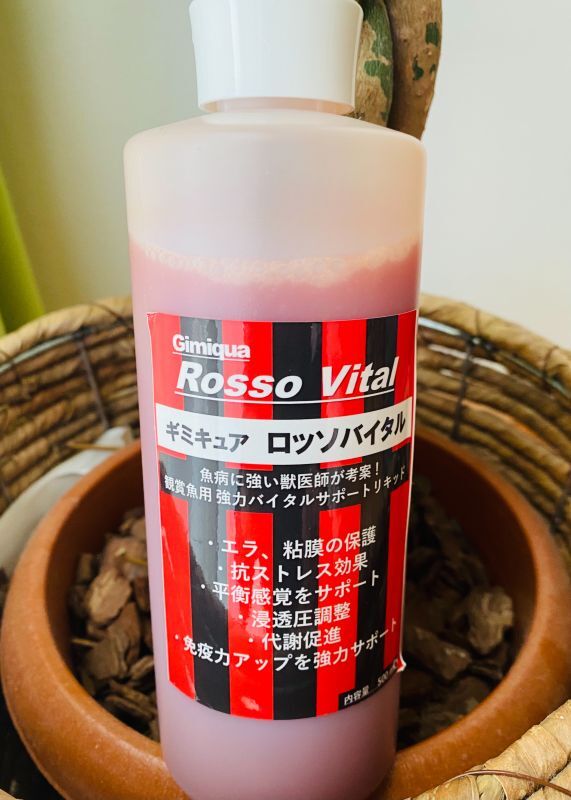 Gimiqua
Rosso Vital
ギミキュア ロッソバイタル
魚病に強い獣医師が考案！
観賞魚用 強力バイタルサポートリキッド
・エラ、粘膜の保護
・抗ストレス効果
・平衡感覚をサポート
・浸透圧調整
・代謝促進
・免疫力アップを強力サポート
内容量 500